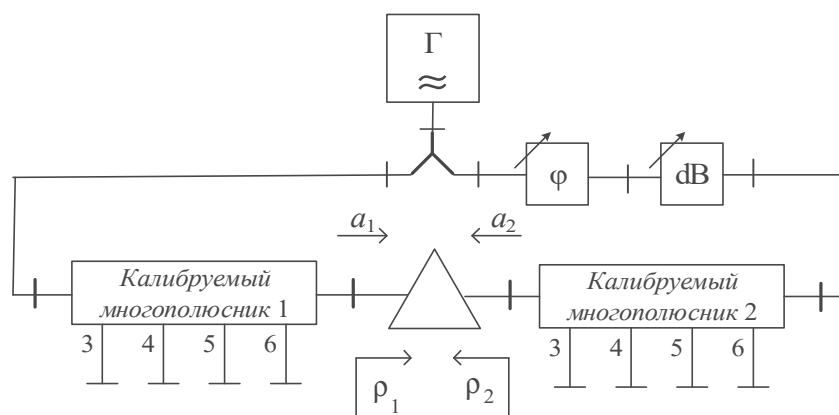 Г
≈
φ
dB
a1
a2
Калибруемый
многополюсник 1
Калибруемый
многополюсник 2
3 4 5 6
3 4 5 6
ρ1
ρ2